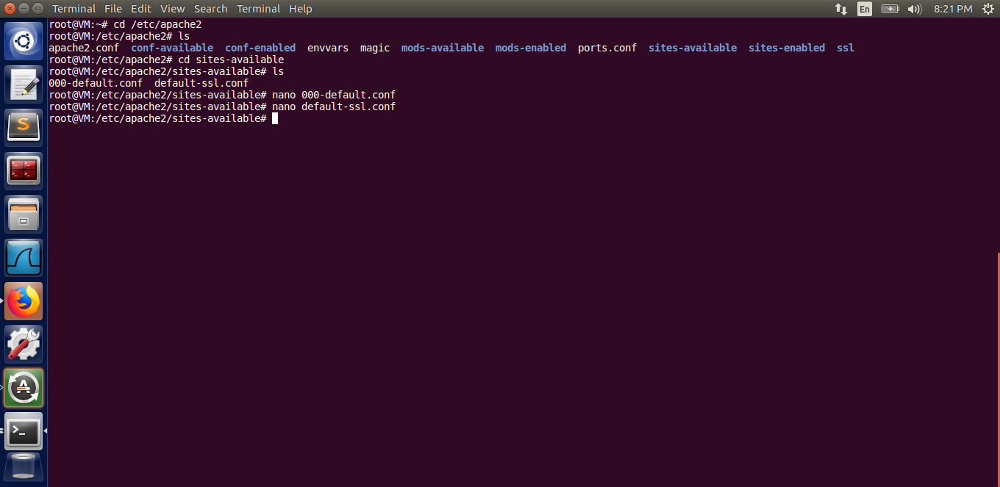 Terminal File Edit View Search Terminal Help En 8:21 PM
root@VM:~# cd /etc/apache2
root@VM:/etc/apache2# ls
apache2.conf conf-available conf-enabled envvars magic mods-available mods-enabled ports.conf sites-available sites-enabled ssl
root@VM:/etc/apache2# cd sites-available
root@VM:/etc/apache2/sites-available# ls
000-default.conf default-ssl.conf
root@VM:/etc/apache2/sites-available# nano 000-default.conf
root@VM:/etc/apache2/sites-available# nano default-ssl.conf
root@VM:/etc/apache2/sites-available#